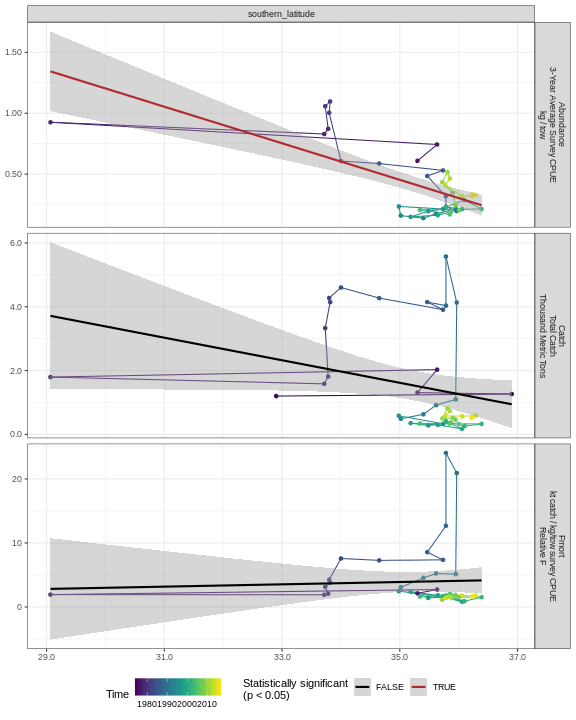 southern_latitude
1.50
1.00
0.50
Abundance
3-Year Average Survey CPUE
kg / tow
6.0
4.0
2.0
0.0
Catch
Total Catch
Thousand Metric Tons
20
10
0
Fmort
kt catch / kg/tow survey CPUE
Relative F
29.0 31.0 33.0 35.0 37.0
Time
1980199020002010
Statistically significant
(p < 0.05)
FALSE
TRUE